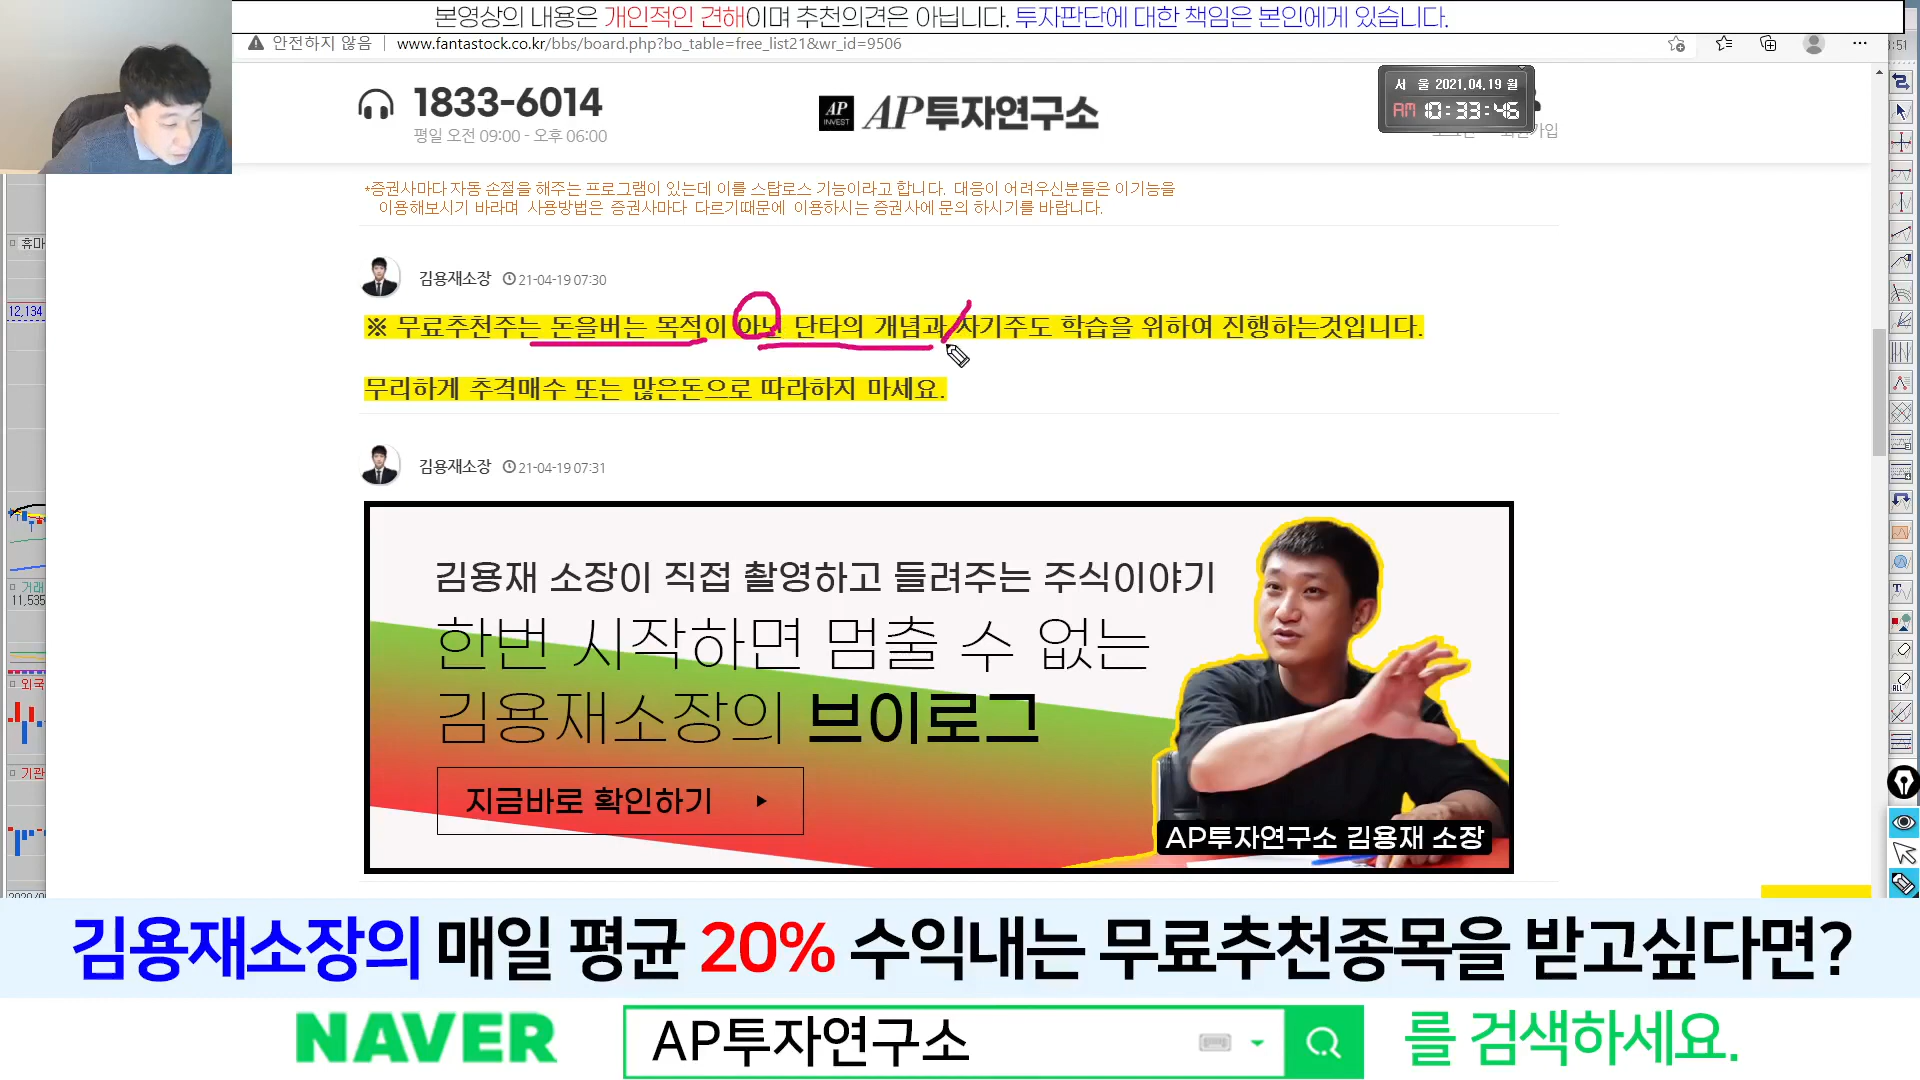 본영상의 내용은 개인적인 견해이며 추천의견은 아닙니다. 투자판단에 대한 책임은 본인에게 있습니다.
안전하지 않음 www.fantastock.co.kr/bbs/board.php?bo_table=free_list21&wr_id=9506
1833-6014
평일 오전 09:00 - 오후 06:00
AP INVEST AP투자연구소
서울 2021.04.19 월
AM 10:33:46
*증권사마다 자동 손절을 해주는 프로그램이 있는데 이를 스탑로스 기능이라고 합니다. 대응이 어려우신분들은 이기능을
이용해보시기 바라며 사용방법은 증권사마다 다르기때문에 이용하시는 증권사에 문의 하시기를 바랍니다.
김용재소장 21-04-19 07:30
※ 무료추천주는 돈을버는 목적이 아닌 단타의 개념과 자기주도 학습을 위하여 진행하는것입니다.
무리하게 추격매수 또는 많은돈으로 따라하지 마세요.
김용재소장 21-04-19 07:31
김용재 소장이 직접 촬영하고 들려주는 주식이야기
한번 시작하면 멈출 수 없는
김용재소장의 브이로그
지금바로 확인하기
AP투자연구소 김용재 소장
휴마
12,134
거래
11,535
외국
기관
김용재소장의 매일 평균 20% 수익내는 무료추천종목을 받고싶다면?
NAVER AP투자연구소 를 검색하세요.